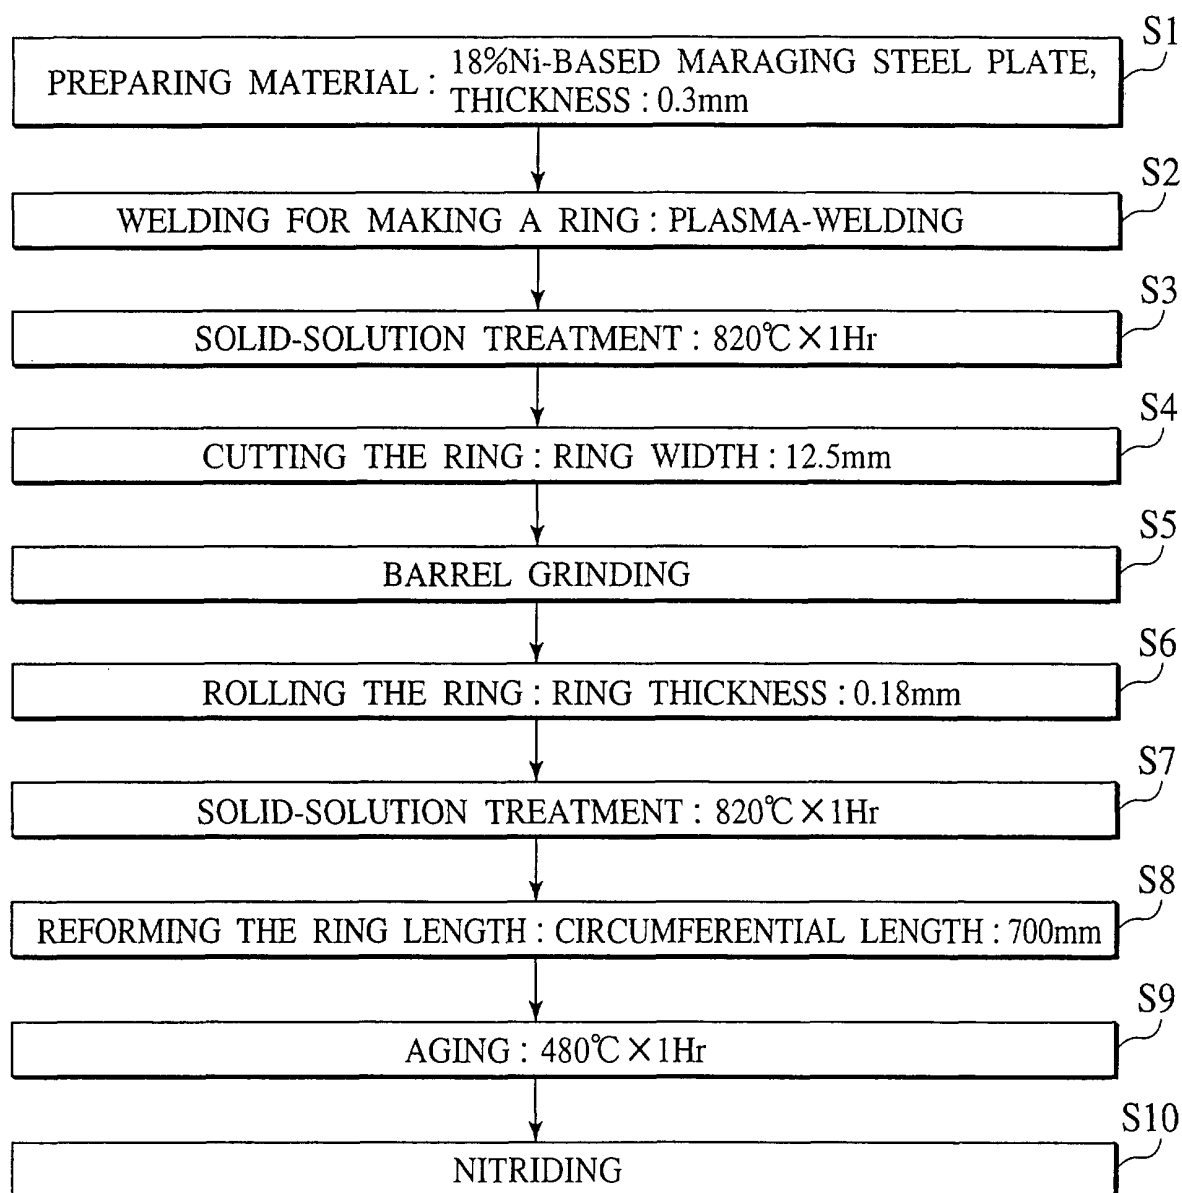 S1
PREPARING MATERIAL : 18%Ni-BASED MARAGING STEEL PLATE,
THICKNESS : 0.3mm
S2
WELDING FOR MAKING A RING : PLASMA-WELDING
S3
SOLID-SOLUTION TREATMENT : 820℃×1Hr
S4
CUTTING THE RING : RING WIDTH : 12.5mm
S5
BARREL GRINDING
S6
ROLLING THE RING : RING THICKNESS : 0.18mm
S7
SOLID-SOLUTION TREATMENT : 820℃×1Hr
S8
REFORMING THE RING LENGTH : CIRCUMFERENTIAL LENGTH : 700mm
S9
AGING : 480℃×1Hr
S10
NITRIDING